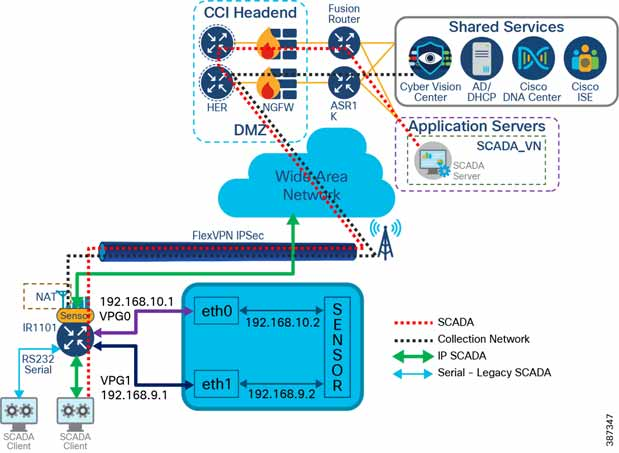 CCI Headend
Fusion
Router
Shared Services
HER
NGFW
ASR1
K
Cyber Vision
Center
AD/
DHCP
Cisco
DNA Center
Cisco
ISE
DMZ
Application Servers
SCADA_VN
SCADA
Server
Wide Area
Network
FlexVPN IPSec
NAT
Sensor
IR1101
192.168.10.1
VPG0
eth0
192.168.10.2
SENSOR
RS232
Serial
VPG1
192.168.9.1
eth1
192.168.9.2
SCADA
Client
SCADA
Client
SCADA
Collection Network
IP SCADA
Serial - Legacy SCADA
387347